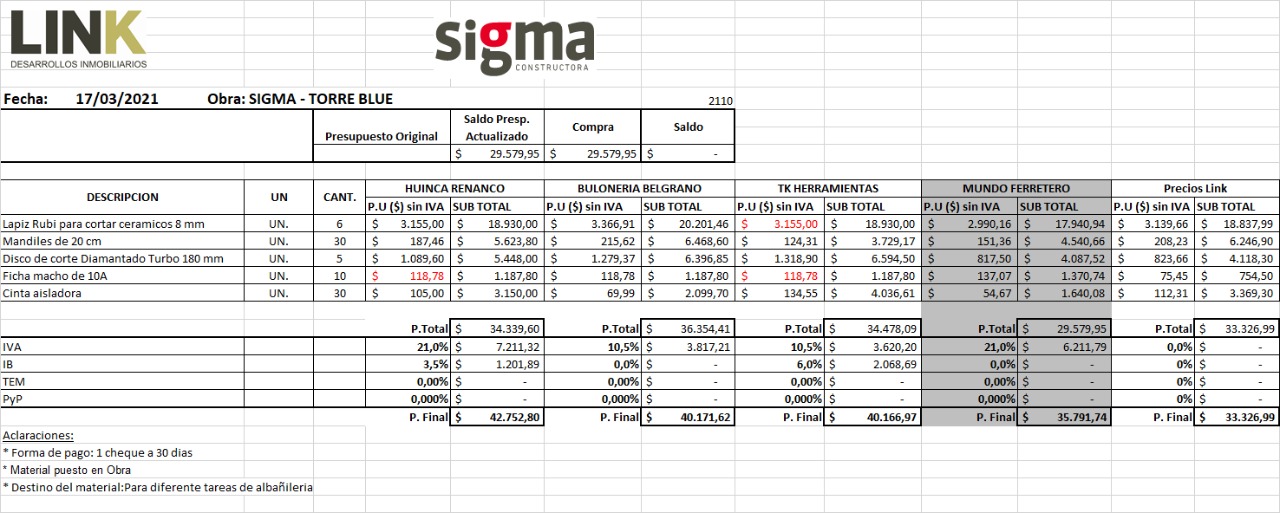 LINK
DESARROLLOS INMOBILIARIOS
sigma
CONSTRUCTORA
Fecha: 17/03/2021 Obra: SIGMA - TORRE BLUE 2110
Presupuesto Original Saldo Presp. Actualizado Compra Saldo
$ 29.579,95 $ 29.579,95 $ -
DESCRIPCION UN CANT. HUINCA RENANCO BULONERIA BELGRANO TK HERRAMIENTAS MUNDO FERRETERO Precios Link
P.U ($) sin IVA SUB TOTAL P.U ($) sin IVA SUB TOTAL P.U ($) sin IVA SUB TOTAL P.U ($) sin IVA SUB TOTAL P.U ($) sin IVA SUB TOTAL
Lapiz Rubi para cortar ceramicos 8 mm UN. 6 $ 3.155,00 $ 18.930,00 $ 3.366,91 $ 20.201,46 $ 3.155,00 $ 18.930,00 $ 2.990,16 $ 17.940,94 $ 3.139,66 $ 18.837,99
Mandiles de 20 cm UN. 30 $ 187,46 $ 5.623,80 $ 215,62 $ 6.468,60 $ 124,31 $ 3.729,17 $ 151,36 $ 4.540,66 $ 208,23 $ 6.246,90
Disco de corte Diamantado Turbo 180 mm UN. 5 $ 1.089,60 $ 5.448,00 $ 1.279,37 $ 6.396,85 $ 1.318,90 $ 6.594,50 $ 817,50 $ 4.087,52 $ 823,66 $ 4.118,30
Ficha macho de 10A UN. 10 $ 118,78 $ 1.187,80 $ 118,78 $ 1.187,80 $ 118,78 $ 1.187,80 $ 137,07 $ 1.370,74 $ 75,45 $ 754,50
Cinta aisladora UN. 30 $ 105,00 $ 3.150,00 $ 69,99 $ 2.099,70 $ 134,55 $ 4.036,61 $ 54,67 $ 1.640,08 $ 112,31 $ 3.369,30
P.Total $ 34.339,60 P.Total $ 36.354,41 P.Total $ 34.478,09 P.Total $ 29.579,95 P.Total $ 33.326,99
IVA 21,0% $ 7.211,32 10,5% $ 3.817,21 10,5% $ 3.620,20 21,0% $ 6.211,79 0,0% $ -
IB 3,5% $ 1.201,89 0,0% $ - 6,0% $ 2.068,69 0,0% $ - 0% $ -
TEM 0,00% $ - 0,00% $ - 0,00% $ - 0,00% $ - 0% $ -
PyP 0,000% $ - 0,000% $ - 0,000% $ - 0,000% $ - 0% $ -
P. Final $ 42.752,80 P. Final $ 40.171,62 P. Final $ 40.166,97 P. Final $ 35.791,74 P. Final $ 33.326,99
Aclaraciones:
* Forma de pago: 1 cheque a 30 dias
* Material puesto en Obra
* Destino del material:Para diferente tareas de albañileria